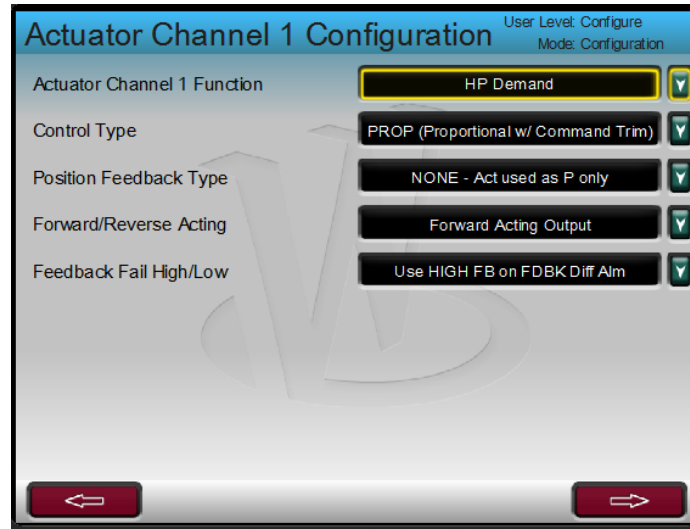 Actuator Channel 1 Configuration
User Level: Configure
Mode: Configuration
Actuator Channel 1 Function
HP Demand
Control Type
PROP (Proportional w/ Command Trim)
Position Feedback Type
NONE - Act used as P only
Forward/Reverse Acting
Forward Acting Output
Feedback Fail High/Low
Use HIGH FB on FDBK Diff Alm